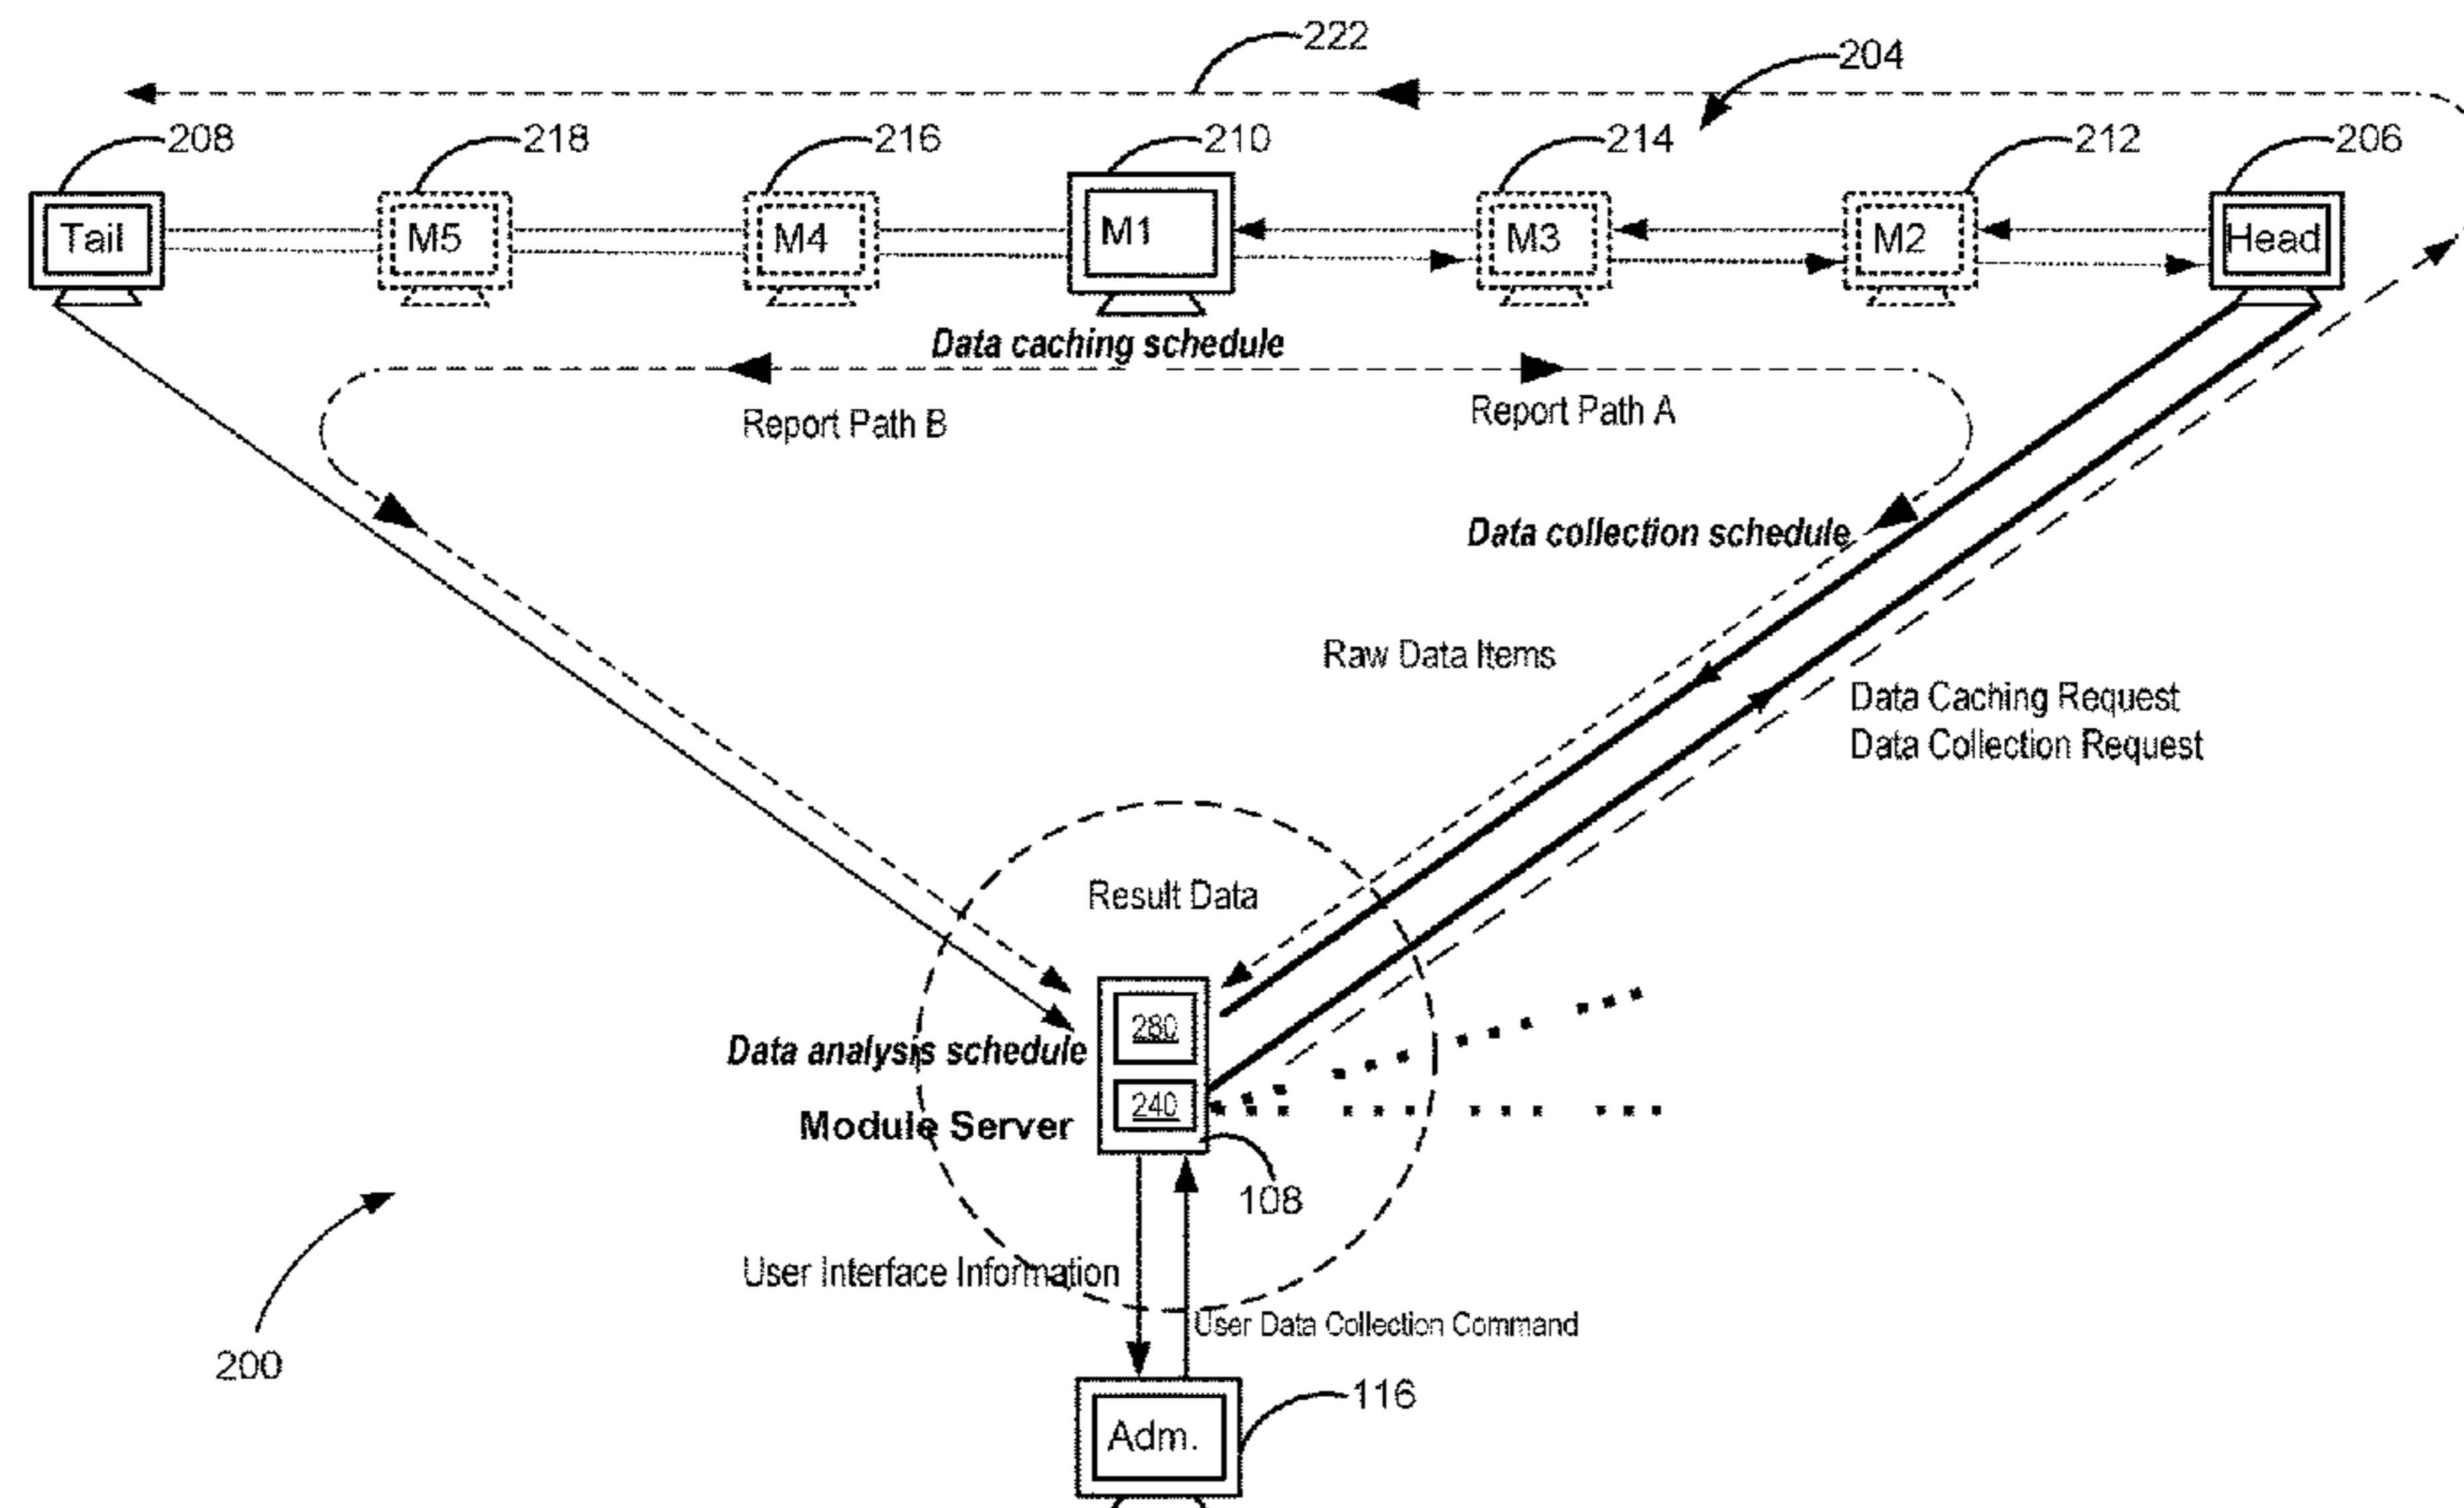 222
204
208
218
216
210
214
212
206
Tail
M5
M4
M1
M3
M2
Head
Data caching schedule
Report Path B
Report Path A
Data collection schedule
Raw Data Items
Data Caching Request
Data Collection Request
Result Data
280
Data analysis schedule
240
Module Server
108
User Interface Information
User Data Collection Command
200
116
Adm.